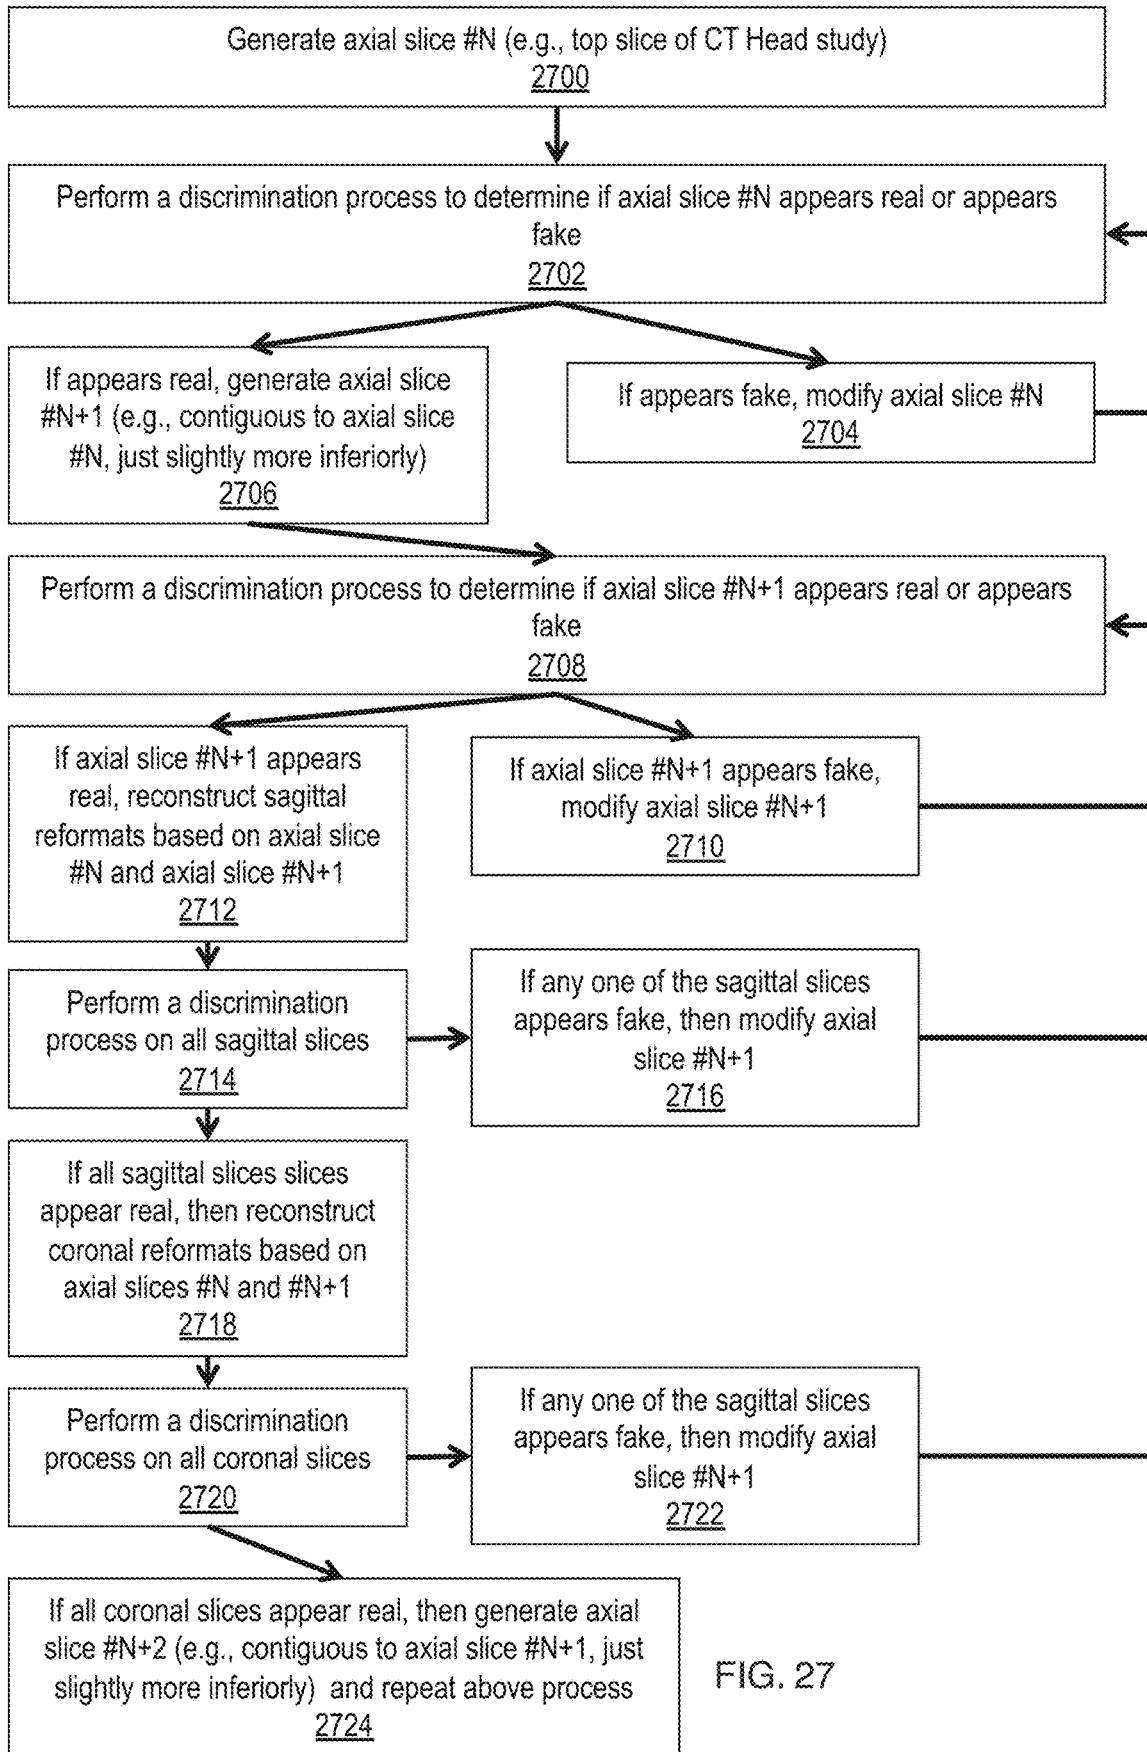 Generate axial slice #N (e.g., top slice of CT Head study)
2700
Perform a discrimination process to determine if axial slice #N appears real or appears
fake
2702
If appears real, generate axial slice
#N+1 (e.g., contiguous to axial slice
#N, just slightly more inferiorly)
2706
If appears fake, modify axial slice #N
2704
Perform a discrimination process to determine if axial slice #N+1 appears real or appears
fake
2708
If axial slice #N+1 appears
real, reconstruct sagittal
reformats based on axial slice
#N and axial slice #N+1
2712
If axial slice #N+1 appears fake,
modify axial slice #N+1
2710
Perform a discrimination
process on all sagittal slices
2714
If any one of the sagittal slices
appears fake, then modify axial
slice #N+1
2716
If all sagittal slices slices
appear real, then reconstruct
coronal reformats based on
axial slices #N and #N+1
2718
Perform a discrimination
process on all coronal slices
2720
If any one of the sagittal slices
appears fake, then modify axial
slice #N+1
2722
If all coronal slices appear real, then generate axial
slice #N+2 (e.g., contiguous to axial slice #N+1, just
slightly more inferiorly) and repeat above process
2724
FIG. 27